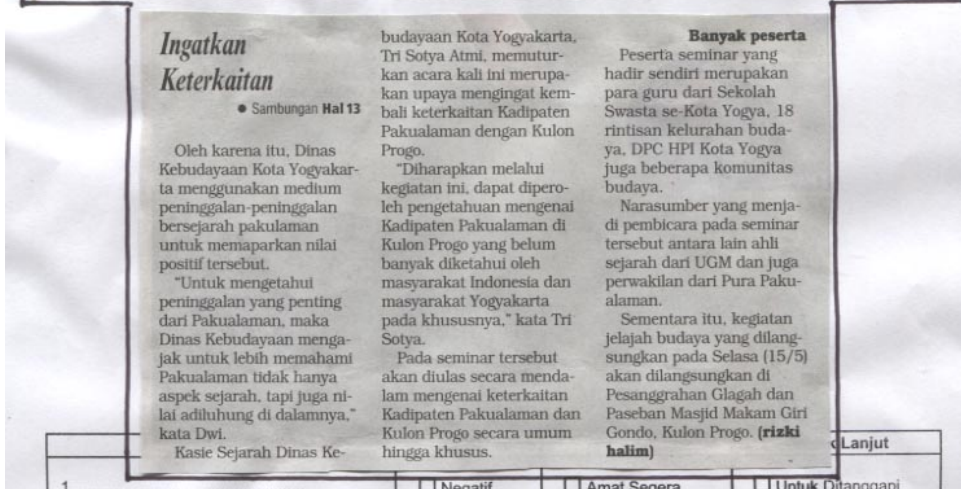 Ingatkan
Keterkaitan
● Sambungan Hal 13
Oleh karena itu, Dinas
Kebudayaan Kota Yogyakar-
ta menggunakan medium
peninggalan-peninggalan
bersejarah pakulaman
untuk memaparkan nilai
positif tersebut.
"Untuk mengetahui
peninggalan yang penting
dari Pakualaman, maka
Dinas Kebudayaan menga-
jak untuk lebih memahami
Pakualaman tidak hanya
aspek sejarah, tapi juga ni-
lai adiluhung di dalamnya,"
kata Dwi.
Kasie Sejarah Dinas Ke-
budayaan Kota Yogyakarta,
Tri Sotya Atmi, memutur-
kan acara kali ini merupa-
kan upaya mengingat kem-
bali keterkaitan Kadipaten
Pakualaman dengan Kulon
Progo.
"Diharapkan melalui
kegiatan ini, dapat dipero-
leh pengetahuan mengenai
Kadipaten Pakualaman di
Kulon Progo yang belum
banyak diketahui oleh
masyarakat Indonesia dan
masyarakat Yogyakarta
pada khususnya," kata Tri
Sotya.
Pada seminar tersebut
akan diulas secara menda-
lam mengenai keterkaitan
Kadipaten Pakualaman dan
Kulon Progo secara umum
hingga khusus.
Banyak peserta
Peserta seminar yang
hadir sendiri merupakan
para guru dari Sekolah
Swasta se-Kota Yogya, 18
rintisan kelurahan buda-
ya, DPC HPI Kota Yogya
juga beberapa komunitas
budaya.
Narasumber yang menja-
di pembicara pada seminar
tersebut antara lain ahli
sejarah dari UGM dan juga
perwakilan dari Pura Paku-
alaman.
Sementara itu, kegiatan
jelajah budaya yang dilang-
sungkan pada Selasa (15/5)
akan dilangsungkan di
Pesanggrahan Glagah dan
Paseban Masjid Makam Giri
Gondo, Kulon Progo. (rizki
halim)
Lanjut
1
Negatif
Amat Segera
Untuk Ditanggapi